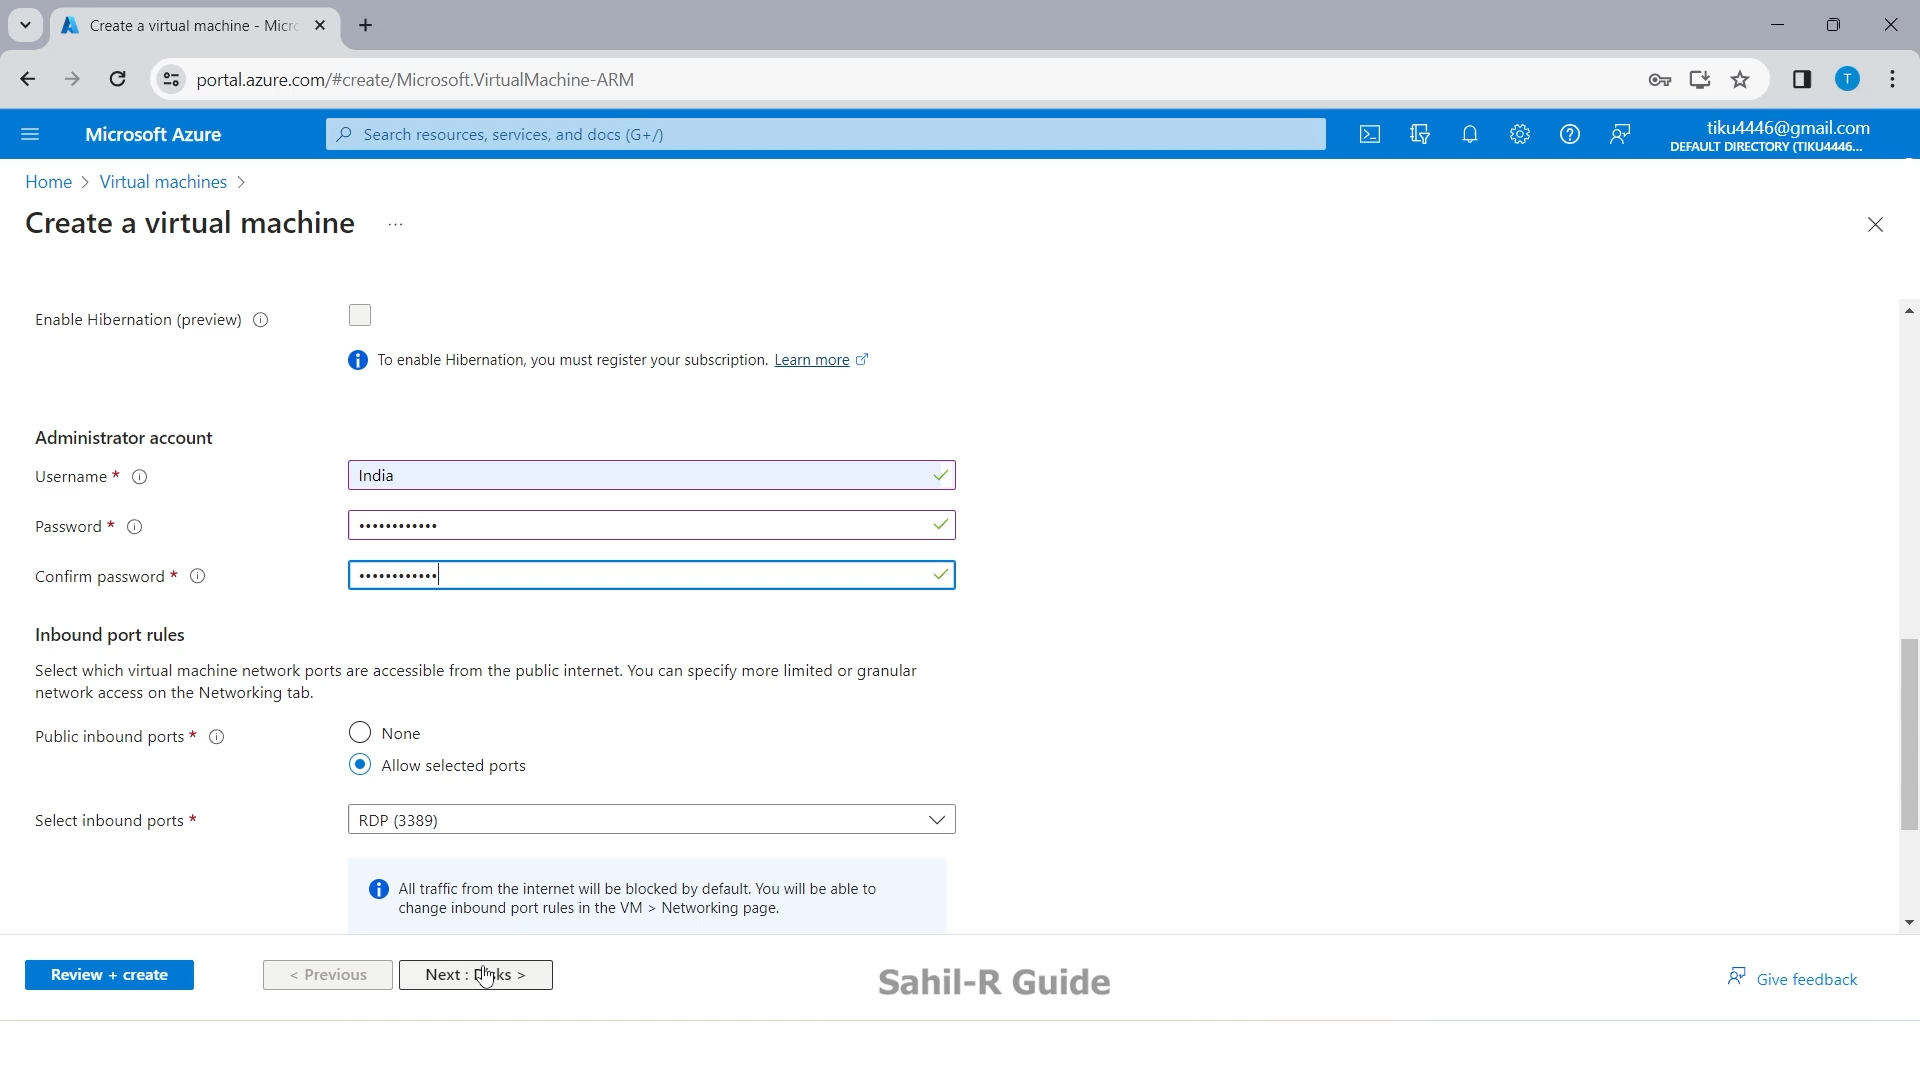 Create a virtual machine - Micr
portal.azure.com/#create/Microsoft.VirtualMachine-ARM
T
Microsoft Azure
Search resources, services, and docs (G+/)
tiku4446@gmail.com
DEFAULT DIRECTORY (TIKU4446...
Home > Virtual machines >
Create a virtual machine ...
Enable Hibernation (preview)
To enable Hibernation, you must register your subscription. Learn more
Administrator account
Username *
India
Password *
••••••••••••
Confirm password *
••••••••••••
Inbound port rules
Select which virtual machine network ports are accessible from the public internet. You can specify more limited or granular
network access on the Networking tab.
Public inbound ports *
None
Allow selected ports
Select inbound ports *
RDP (3389)
All traffic from the internet will be blocked by default. You will be able to
change inbound port rules in the VM > Networking page.
Review + create
< Previous
Next : Disks >
Sahil-R Guide
Give feedback